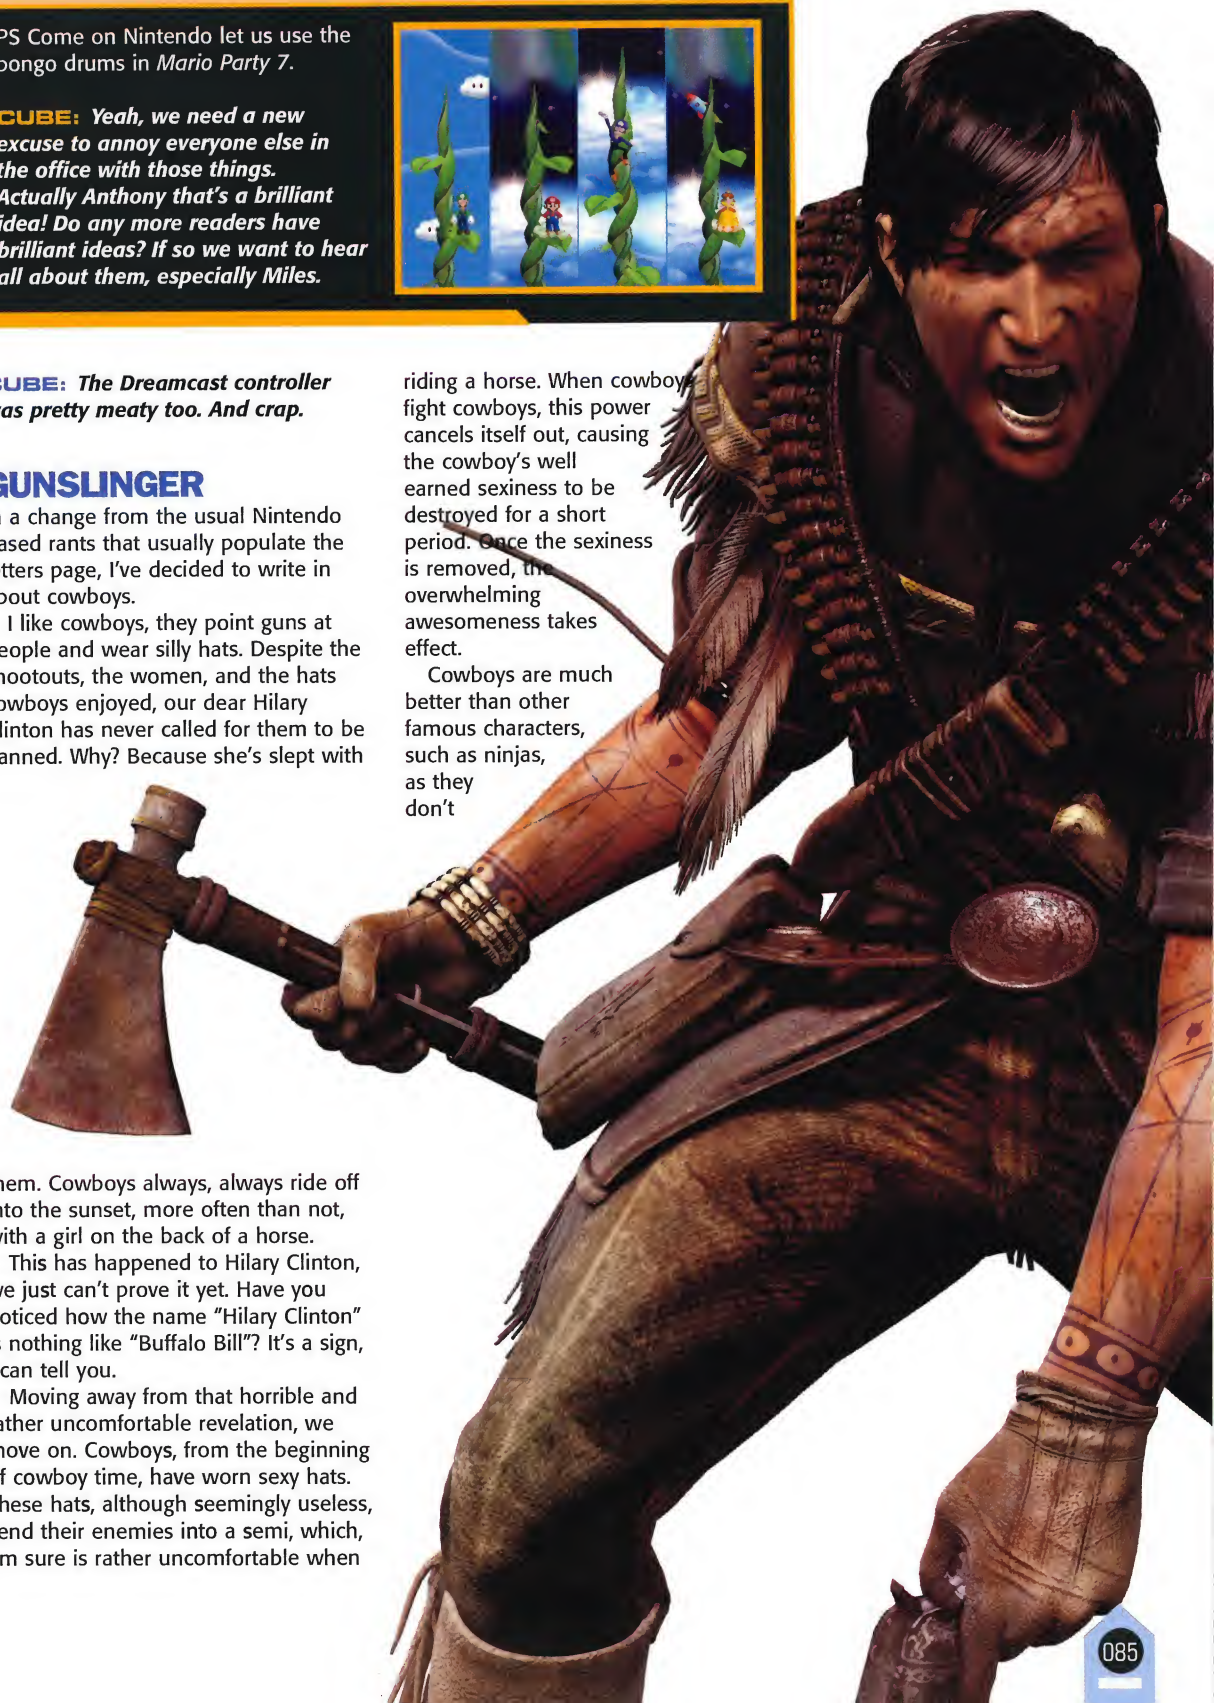 PS Come on Nintendo let us use the
bongo drums in Mario Party 7.
CUBE: Yeah, we need a new
excuse to annoy everyone else in
the office with those things.
Actually Anthony that's a brilliant
idea! Do any more readers have
brilliant ideas? If so we want to hear
all about them, especially Miles.
CUBE: The Dreamcast controller
as pretty meaty too. And crap.
GUNSLINGER
a change from the usual Nintendo
ased rants that usually populate the
tters page, I've decided to write in
bout cowboys.
I like cowboys, they point guns at
eople and wear silly hats. Despite the
hootouts, the women, and the hats
owboys enjoyed, our dear Hilary
linton has never called for them to be
anned. Why? Because she's slept with
hem. Cowboys always, always ride off
nto the sunset, more often than not,
with a girl on the back of a horse.
This has happened to Hilary Clinton,
ve just can't prove it yet. Have you
oticed how the name "Hilary Clinton"
s nothing like "Buffalo Bill"? It's a sign,
can tell you.
Moving away from that horrible and
ather uncomfortable revelation, we
nove on. Cowboys, from the beginning
f cowboy time, have worn sexy hats.
hese hats, although seemingly useless,
end their enemies into a semi, which,
m sure is rather uncomfortable when
riding a horse. When cowboys
fight cowboys, this power
cancels itself out, causing
the cowboy's well
earned sexiness to be
destroyed for a short
period. Once the sexiness
is removed, the
overwhelming
awesomeness takes
effect.
Cowboys are much
better than other
famous characters,
such as ninjas,
as they
don't
085